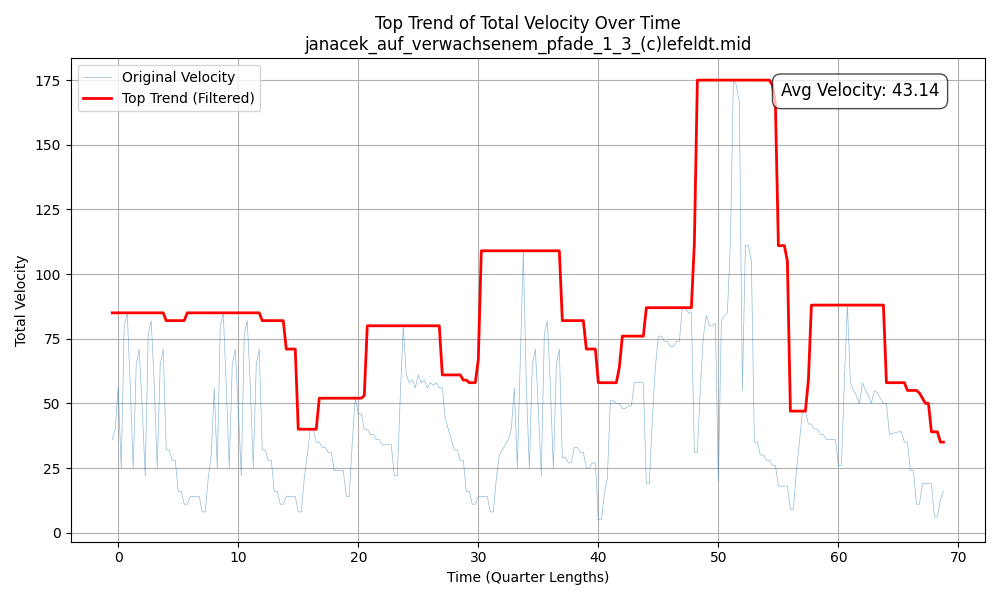 Top Trend of Total Velocity Over Time
janacek_auf_verwachsenem_pfade_1_3_(c)lefeldt.mid
Original Velocity
Top Trend (Filtered)
Avg Velocity: 43.14
Total Velocity
175
150
125
100
75
50
25
0
0 10 20 30 40 50 60 70
Time (Quarter Lengths)